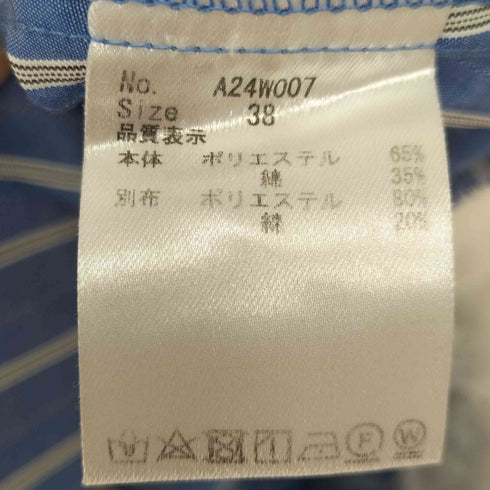 No. A24W007
Size 38
品質表示
本体 ポリエステル 65%
綿 35%
別布 ポリエステル 80%
綿 20%
F W